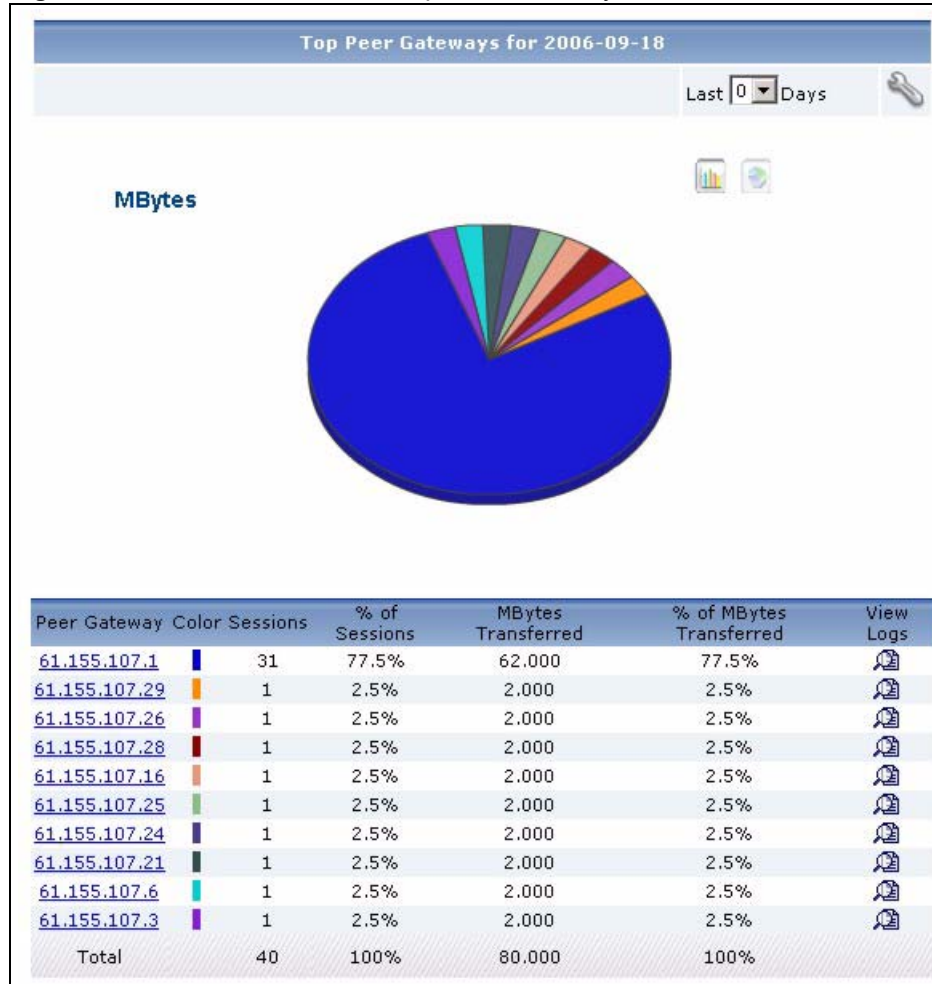 Top Peer Gateways for 2006-09-18
Last 0 Days
MBytes
Peer Gateway Color Sessions % of Sessions MBytes Transferred % of MBytes Transferred View Logs
61.155.107.1 31 77.5% 62.000 77.5%
61.155.107.29 1 2.5% 2.000 2.5%
61.155.107.26 1 2.5% 2.000 2.5%
61.155.107.28 1 2.5% 2.000 2.5%
61.155.107.16 1 2.5% 2.000 2.5%
61.155.107.25 1 2.5% 2.000 2.5%
61.155.107.24 1 2.5% 2.000 2.5%
61.155.107.21 1 2.5% 2.000 2.5%
61.155.107.6 1 2.5% 2.000 2.5%
61.155.107.3 1 2.5% 2.000 2.5%
Total 40 100% 80.000 100%